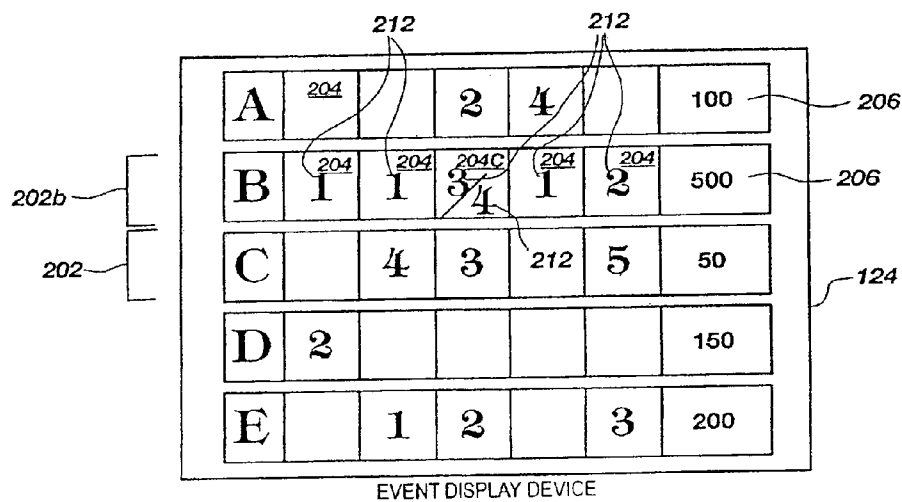 212 212
A 204 2 4 100 206
202b B 1 204 1 204 3 204C 4 1 204 2 204 500 206
202 C 4 3 212 5 50 124
D 2 150
E 1 2 3 200
EVENT DISPLAY DEVICE